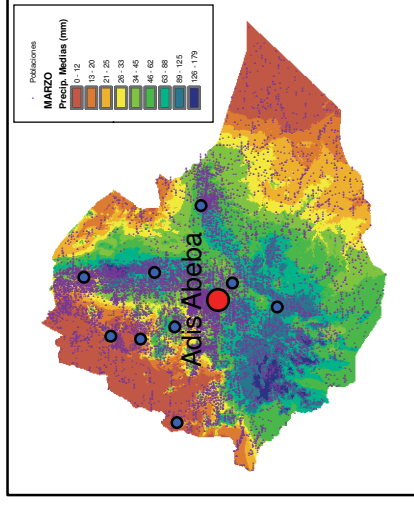 Poblaciones
MARZO
Precip. Medias (mm)
0 - 12
13 - 20
21 - 25
26 - 33
34 - 45
46 - 62
63 - 88
89 - 125
126 - 179
Adis Abeba